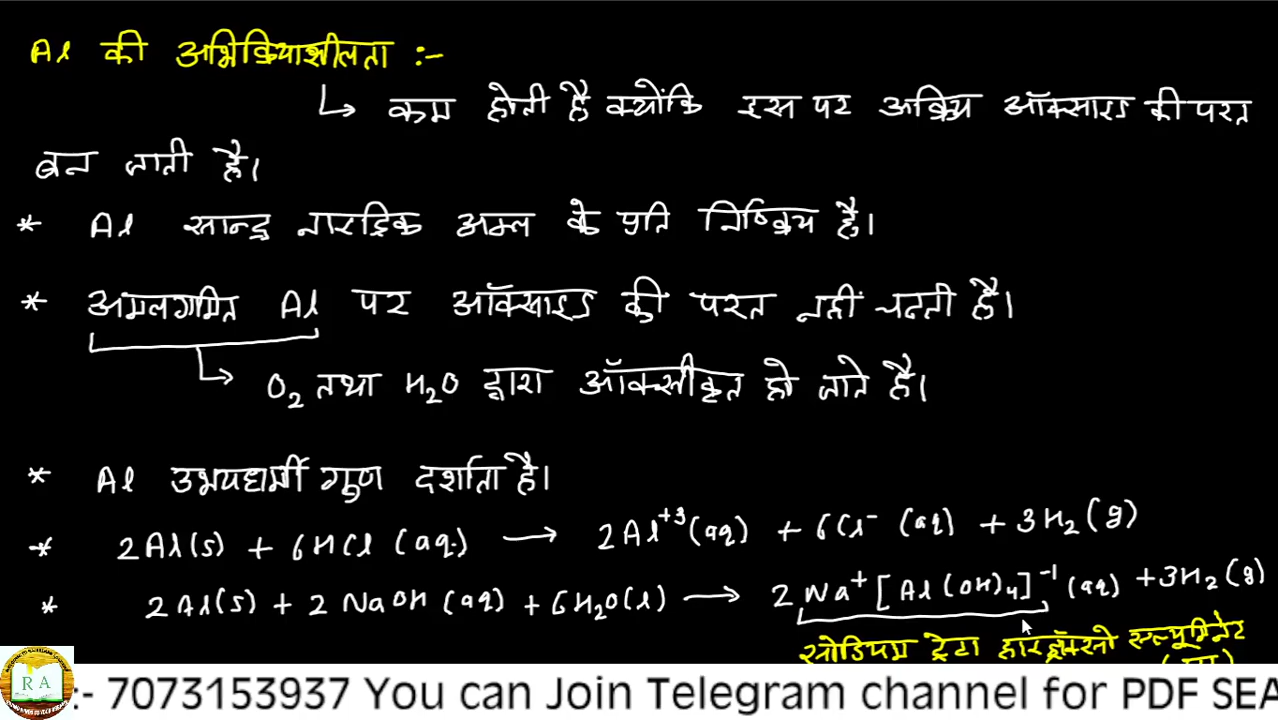 Al की अभिक्रियाशीलता :-
↳ कम होती है क्योंकि इस पर अक्रिय ऑक्साइड की परत
बन जाती है।
* Al सान्द्र नाइट्रिक अम्ल के प्रति निष्क्रिय है।
* अमलगमित Al पर ऑक्साइड की परत नहीं चढती है।
↳ O₂ तथा H₂O द्वारा ऑक्सीकृत हो जाते है।
* Al उभयधर्मी गुण दर्शाता है।
* 2Al(s) + 6HCl (aq.) → 2Al⁺³(aq) + 6Cl⁻ (aq) + 3H₂(g)
* 2Al(s) + 2NaOH (aq) + 6H₂O(l) → 2Na⁺[Al(OH)₄]⁻¹(aq) + 3H₂(g)
सोडियम ट्रेटा हाइड्रॉक्सो एल्यूमिनेट
RA
:- 7073153937 You can Join Telegram channel for PDF SEA